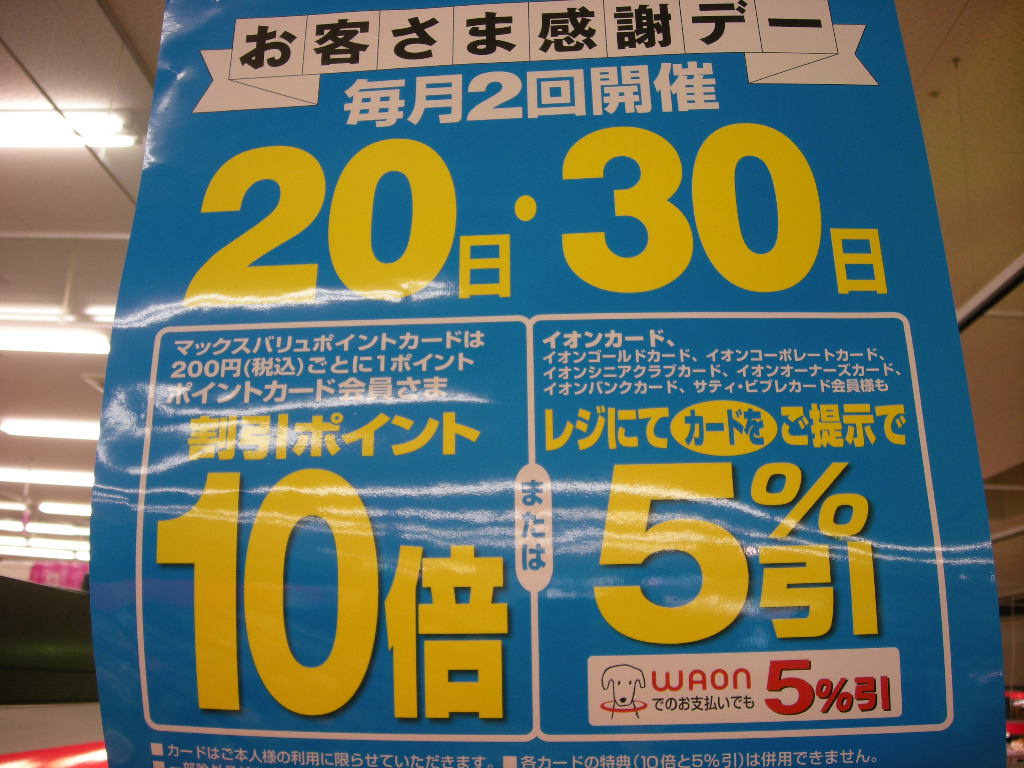 お客さま感謝デー
毎月2回開催
20日・30日
マックスバリュポイントカードは
200円(税込)ごとに1ポイント
ポイントカード会員さま
割引ポイント
10倍
または
イオンカード、
イオンゴールドカード、イオンコーポレートカード、
イオンシニアクラブカード、イオンオーナーズカード、
イオンバンクカード、サティ・ビブレカード会員様も
レジにてカードをご提示で
5%引
WAON
でのお支払いでも 5%引
■カードはご本人様の利用に限らせていただきます。 ■各カードの特典(10倍と5%引)は併用できません。